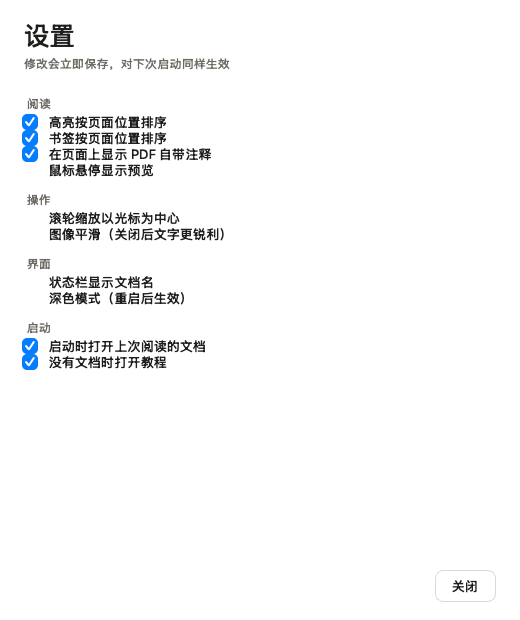 设置
修改会立即保存，对下次启动同样生效
阅读
高亮按页面位置排序
书签按页面位置排序
在页面上显示 PDF 自带注释
鼠标悬停显示预览
操作
滚轮缩放以光标为中心
图像平滑（关闭后文字更锐利）
界面
状态栏显示文档名
深色模式（重启后生效）
启动
启动时打开上次阅读的文档
没有文档时打开教程
关闭